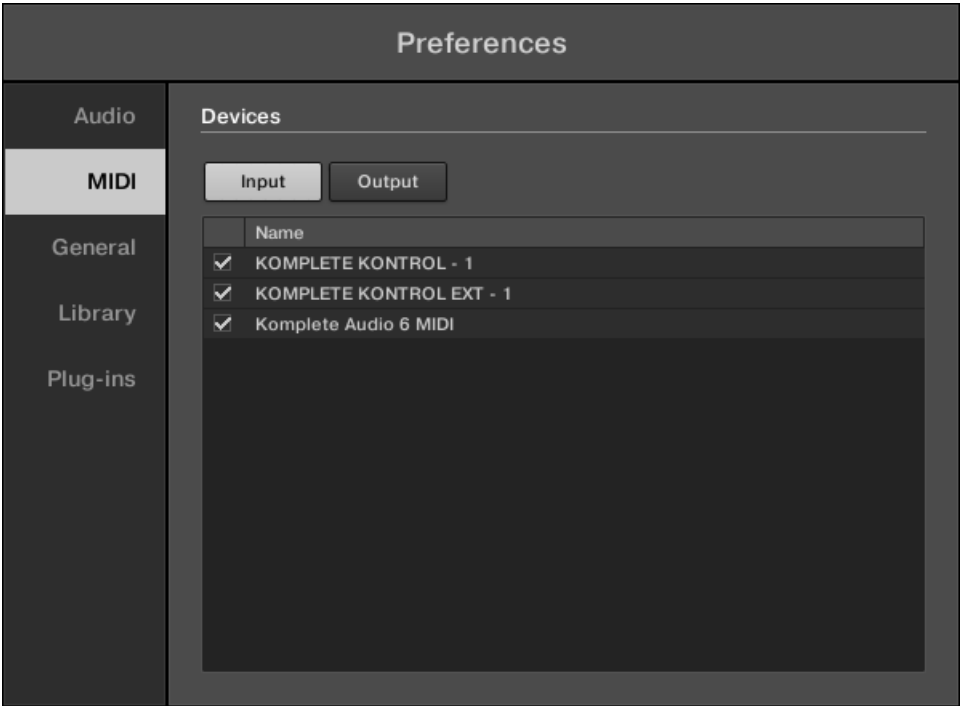 Preferences
Audio
MIDI
General
Library
Plug-ins
Devices
Input Output
Name
KOMPLETE KONTROL - 1
KOMPLETE KONTROL EXT - 1
Komplete Audio 6 MIDI